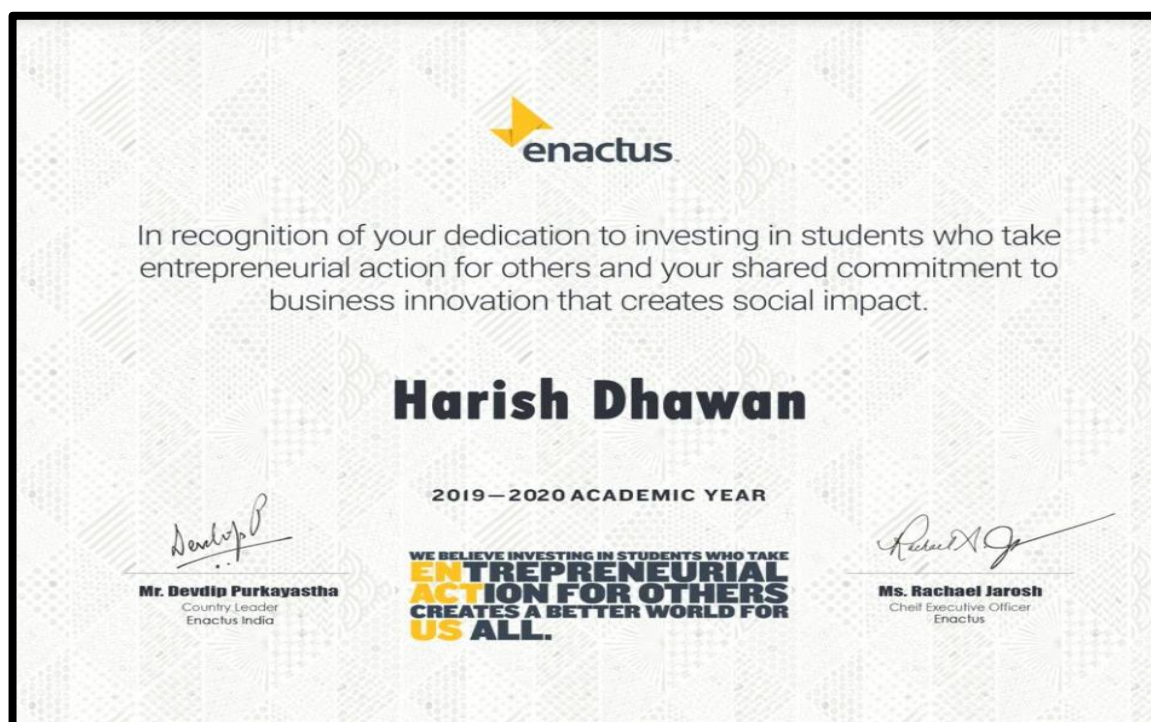 enactus
In recognition of your dedication to investing in students who take
entrepreneurial action for others and your shared commitment to
business innovation that creates social impact.
Harish Dhawan
2019—2020 ACADEMIC YEAR
Devdip P
Mr. Devdip Purkayastha
Country Leader
Enactus India
WE BELIEVE INVESTING IN STUDENTS WHO TAKE
ENTREPRENEURIAL
ACTION FOR OTHERS
CREATES A BETTER WORLD FOR
US ALL.
Ms. Rachael Jarosh
Cheif Executive Officer
Enactus